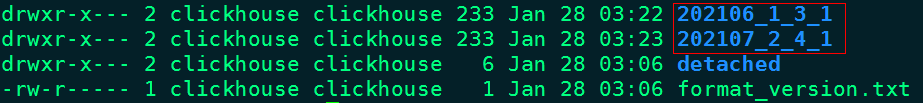 drwxr-x--- 2 clickhouse clickhouse 233 Jan 28 03:22 202106_1_3_1
drwxr-x--- 2 clickhouse clickhouse 233 Jan 28 03:23 202107_2_4_1
drwxr-x--- 2 clickhouse clickhouse   6 Jan 28 03:06 detached
-rw-r----- 1 clickhouse clickhouse   1 Jan 28 03:06 format_version.txt